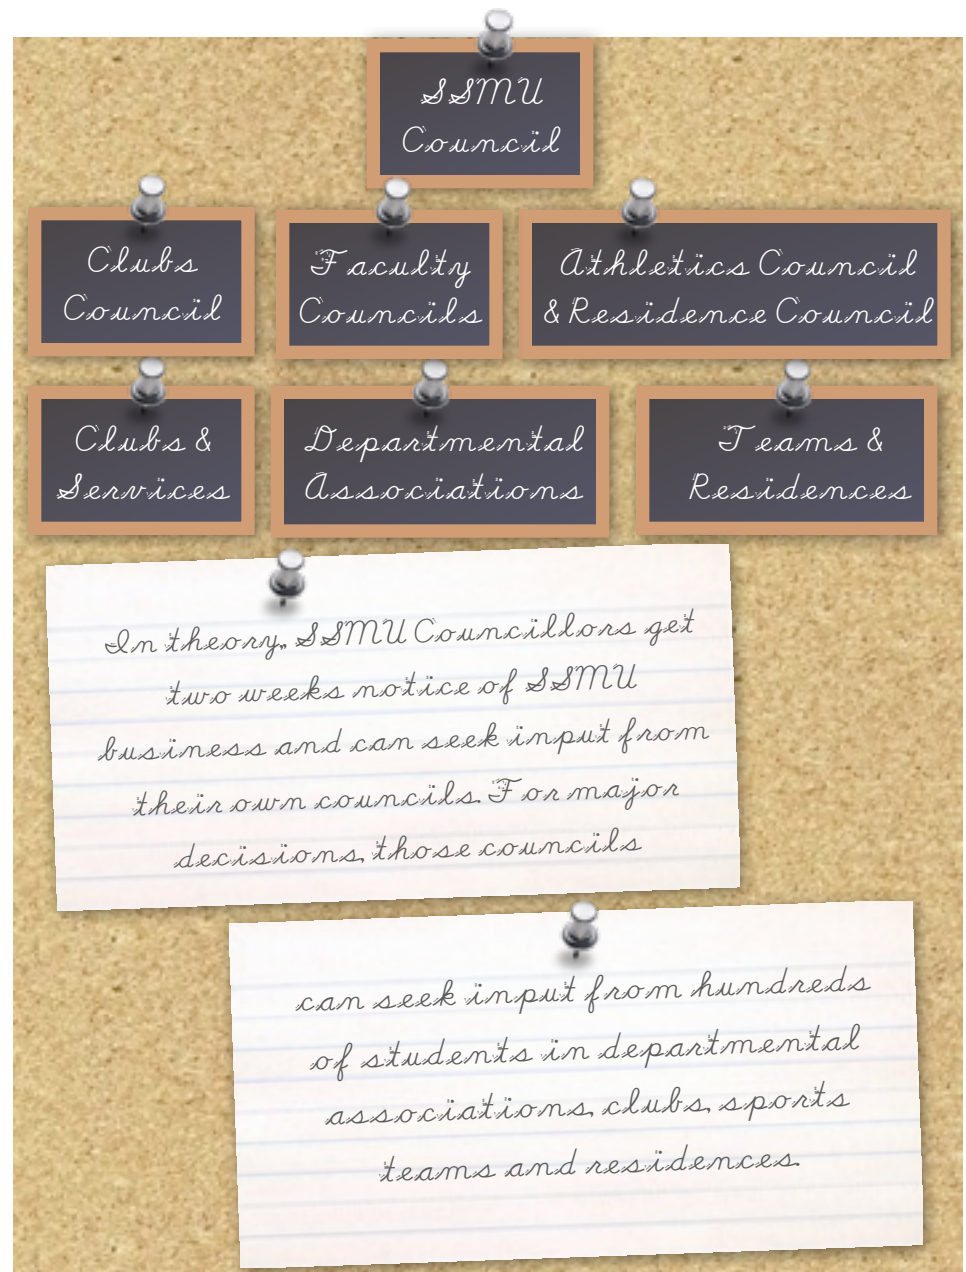 SSMU
Council
Clubs
Council
Faculty
Councils
Athletics Council
& Residence Council
Clubs &
Services
Departmental
Associations
Teams &
Residences
In theory, SSMU Councillors get
two weeks notice of SSMU
business and can seek input from
their own councils. For major
decisions, those councils
can seek input from hundreds
of students in departmental
associations, clubs, sports
teams and residences.